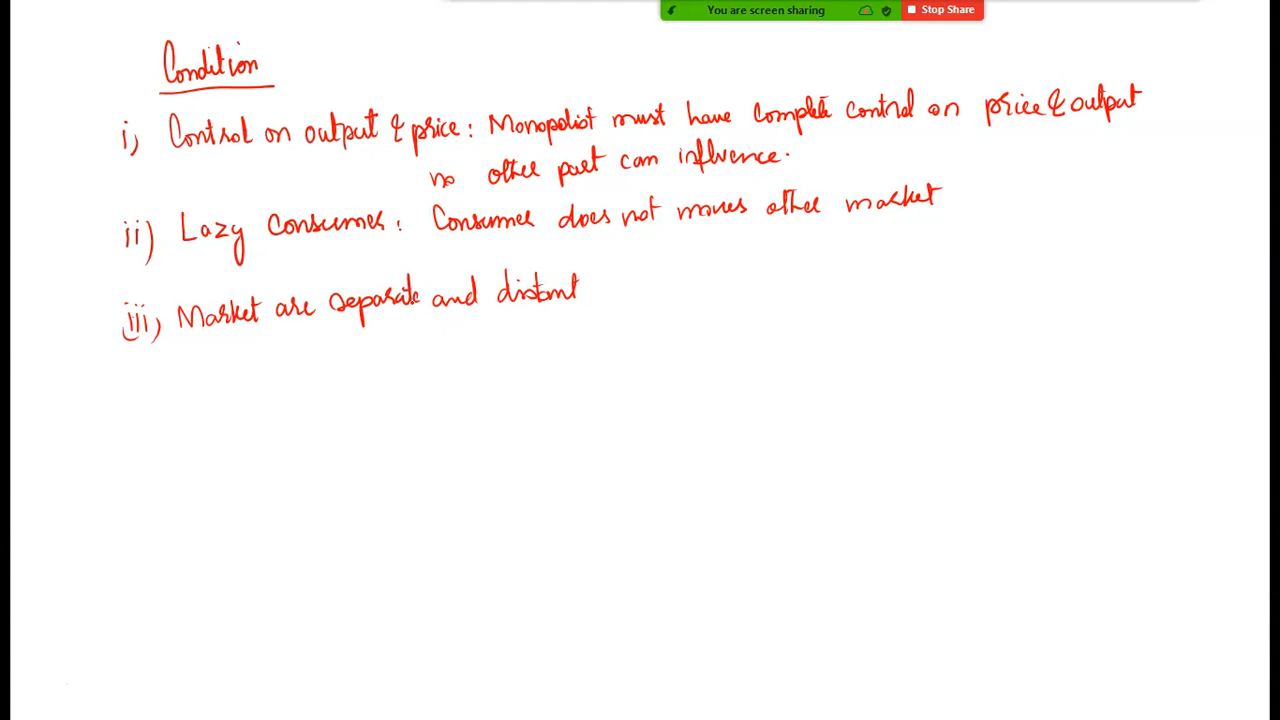 You are screen sharing
Stop Share
Condition
i, Control on output & price : Monopolist must have complete control on price & output
no other part can influence.
ii) Lazy Consumer : Consumer does not moves other market
iii) Market are separate and distant